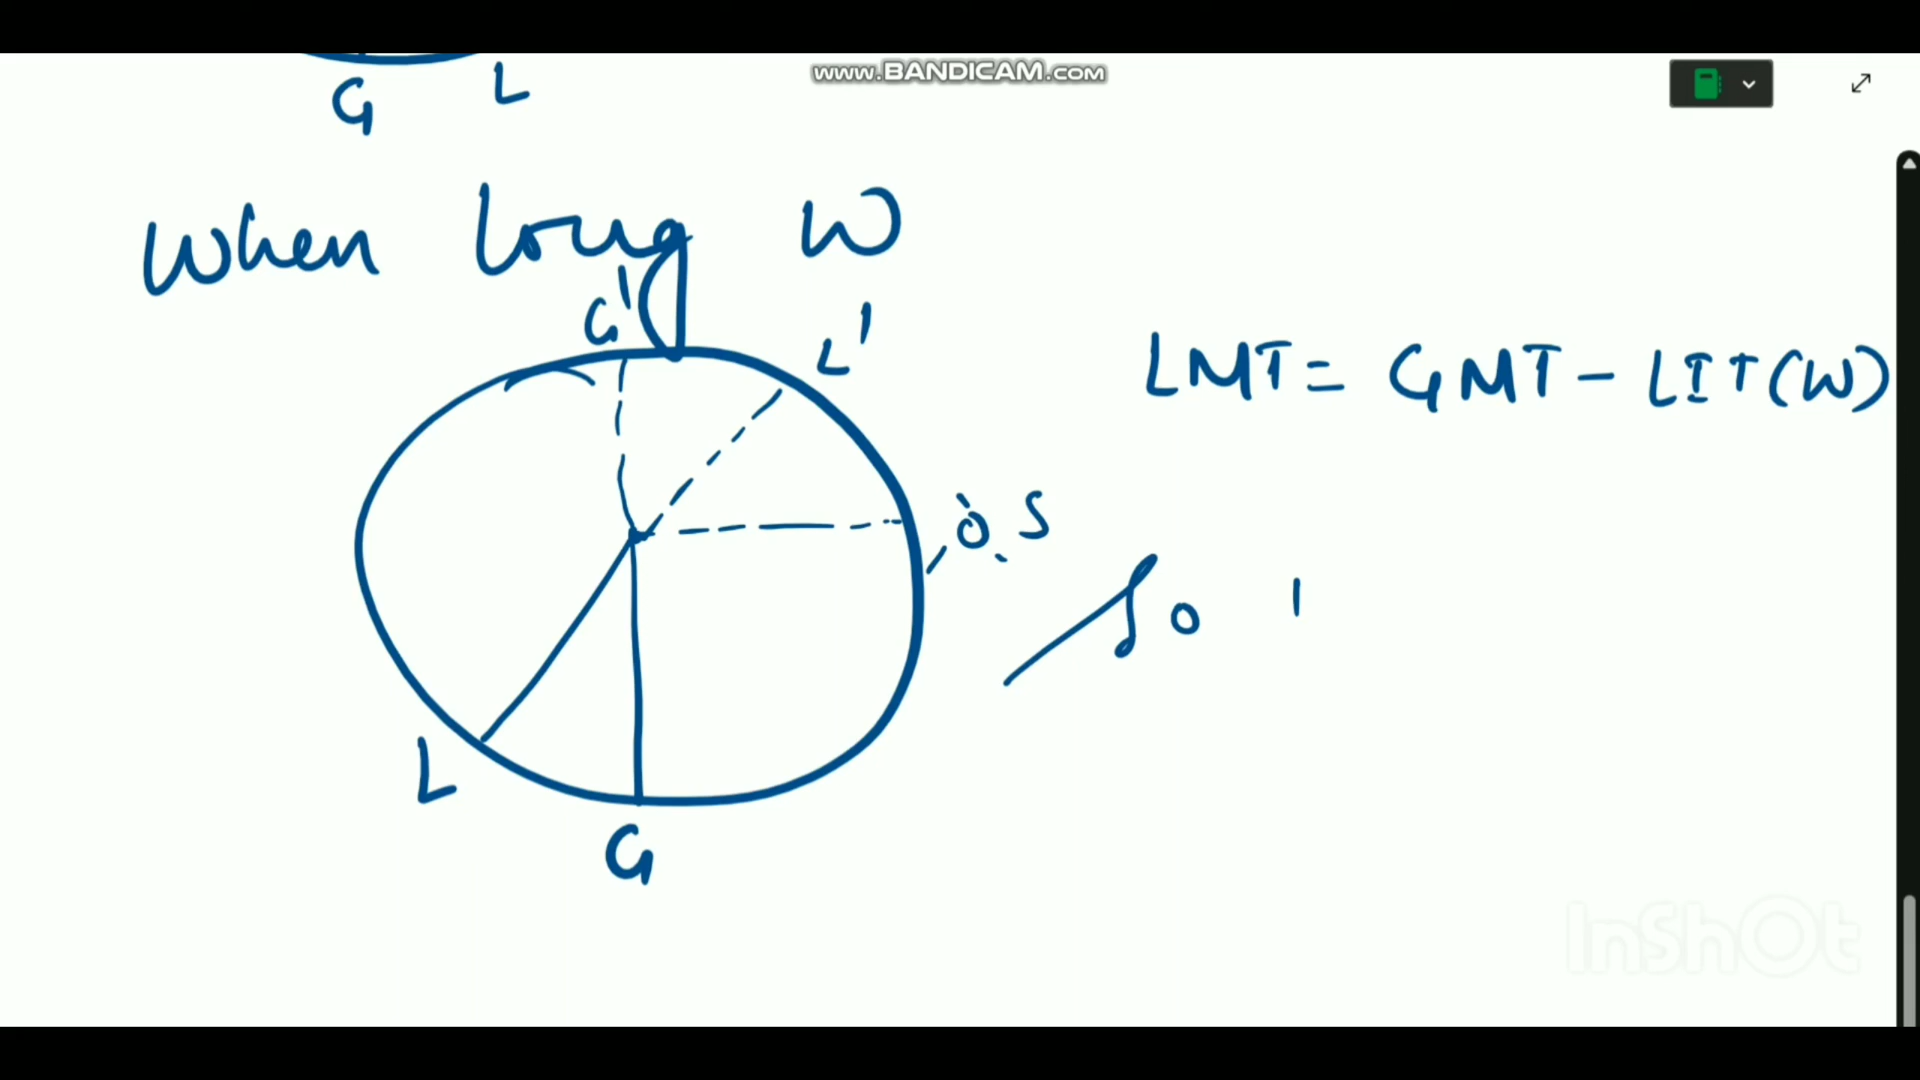 www.BANDICAM.com
G L
When long W
G' L'
LMT = GMT - LIT(W)
S
So
L
G
InShOt